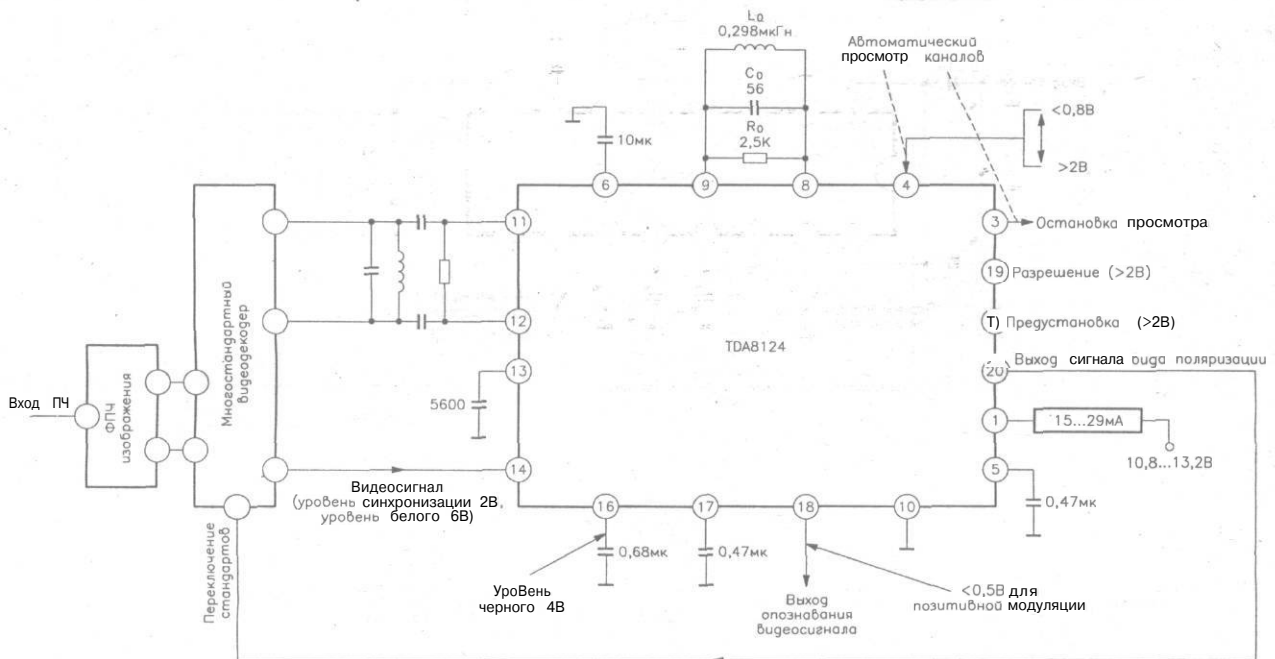 L₀
0,298мкГн
C₀
56
R₀
2,5К
10мк
Автоматический
просмотр каналов
<0,8В
>2В
6
9
8
4
11
12
13
14
3
Остановка просмотра
19
Разрешение (>2В)
Т) Предустановка (>2В)
Выход сигнала вида поляризации
20
TDA8124
1
15...29мА
10,8...13,2В
5
0,47мк
Вход ПЧ
ФПЧ
изображения
Многостандартный
видеодекодер
5600
Видеосигнал
(уровень синхронизации 2В,
уровень белого 6В)
Переключение
стандартов
16
17
18
10
0,68мк
0,47мк
УроВень
черного 4В
Выход
опознавания
видеосигнала
<0,5В для
позитивной модуляции